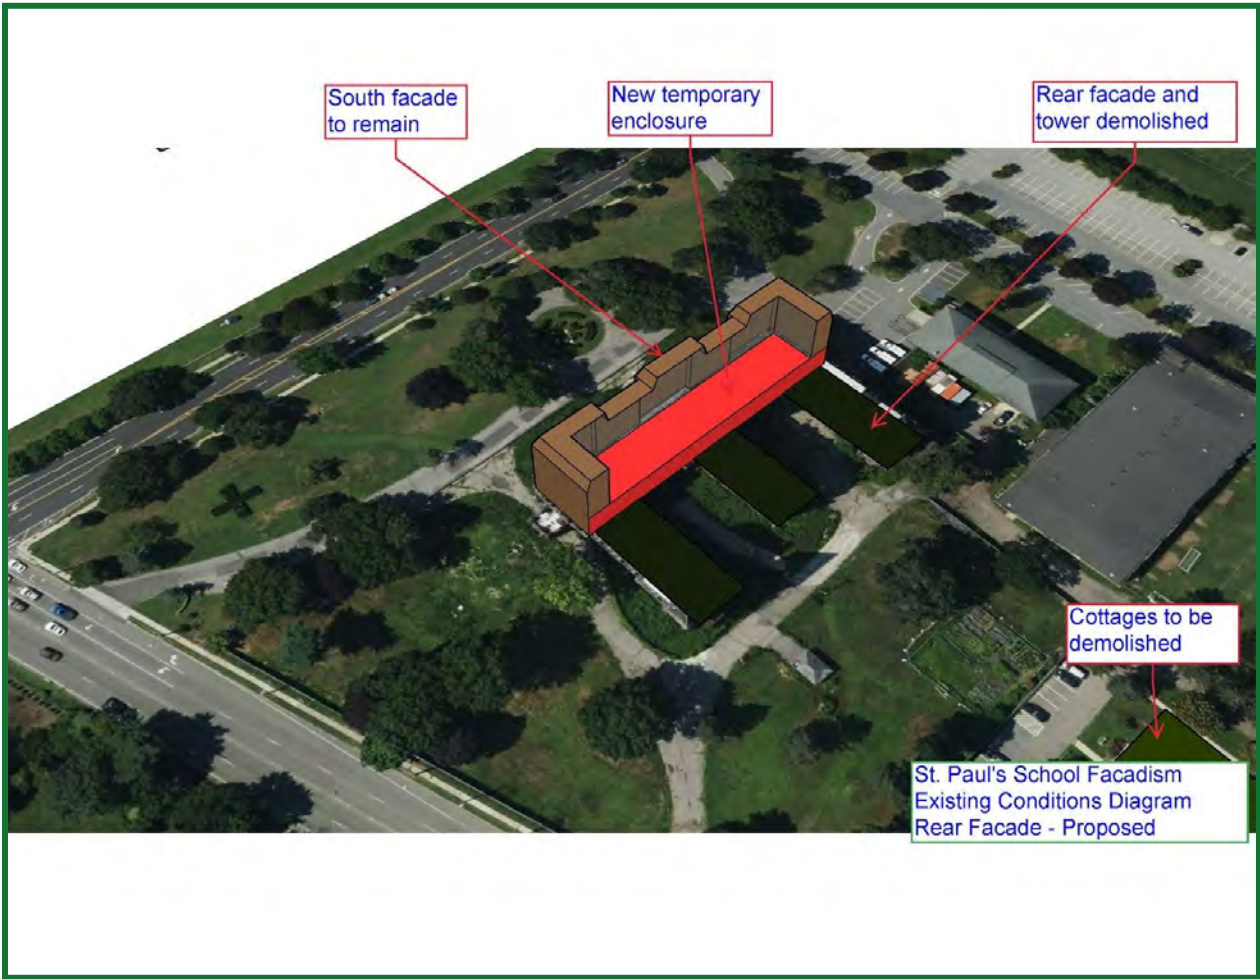 South facade
to remain
New temporary
enclosure
Rear facade and
tower demolished
Cottages to be
demolished
St. Paul's School Facadism
Existing Conditions Diagram
Rear Facade - Proposed